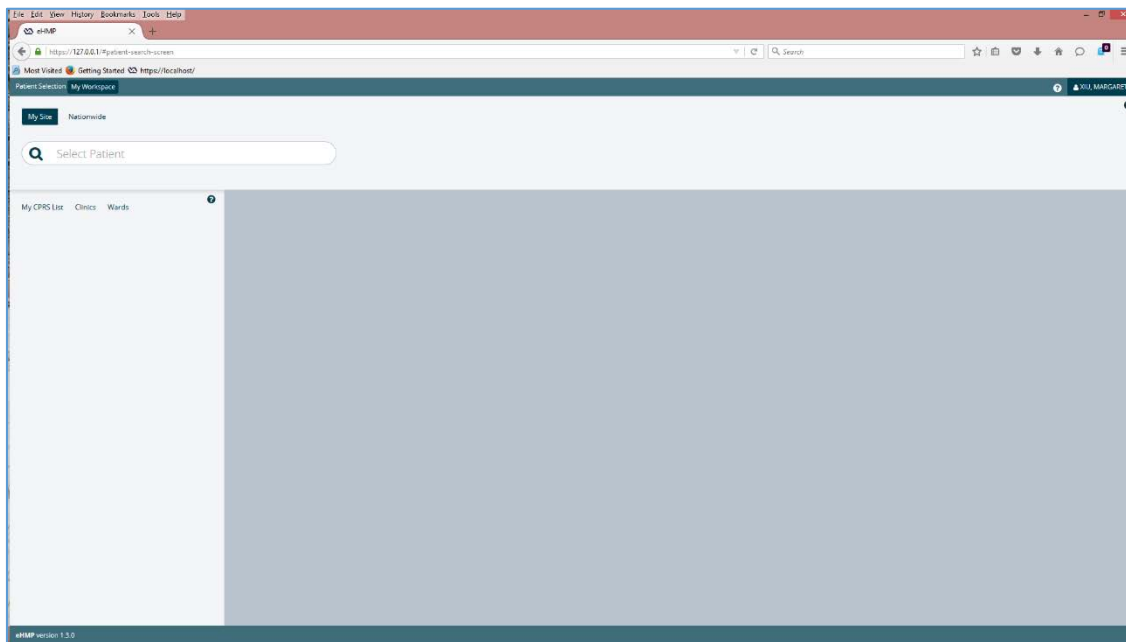 File Edit View History Bookmarks Tools Help
eHMP
https://127.0.0.1/#patient-search-screen
Search
Most Visited Getting Started https://localhost/
Patient Selection My Workspace
XIU, MARGARET
My Site Nationwide
Select Patient
My CPRS List Clinics Wards
eHMP version 1.3.0